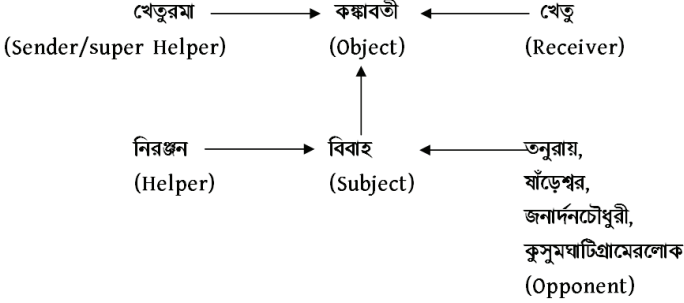 খেতুরমা কঙ্কাবতী খেতু
(Sender/super Helper) (Object) (Receiver)
নিরঞ্জন বিবাহ তনুরায়,
(Helper) (Subject) ষাঁড়েশ্বর,
জনার্দনচৌধুরী,
কুসুমঘাটিগ্রামেরলোক
(Opponent)